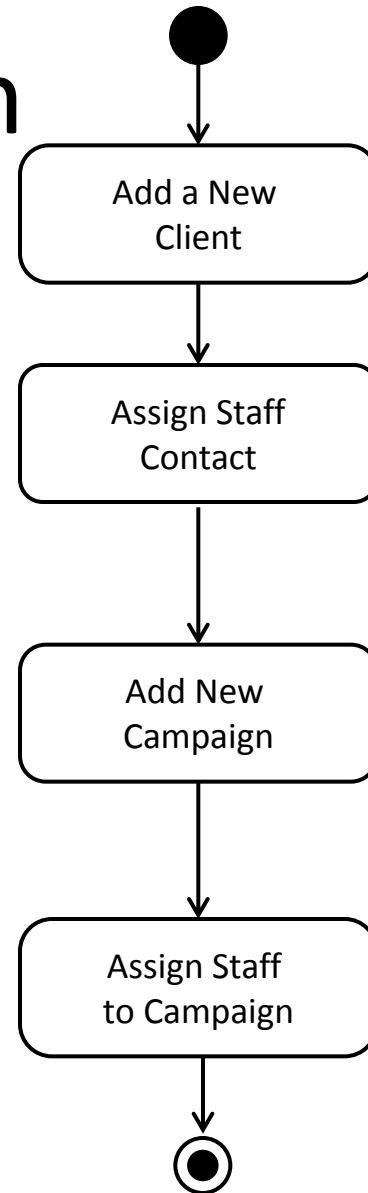 n
Add a New
Client
Assign Staff
Contact
Add New
Campaign
Assign Staff
to Campaign